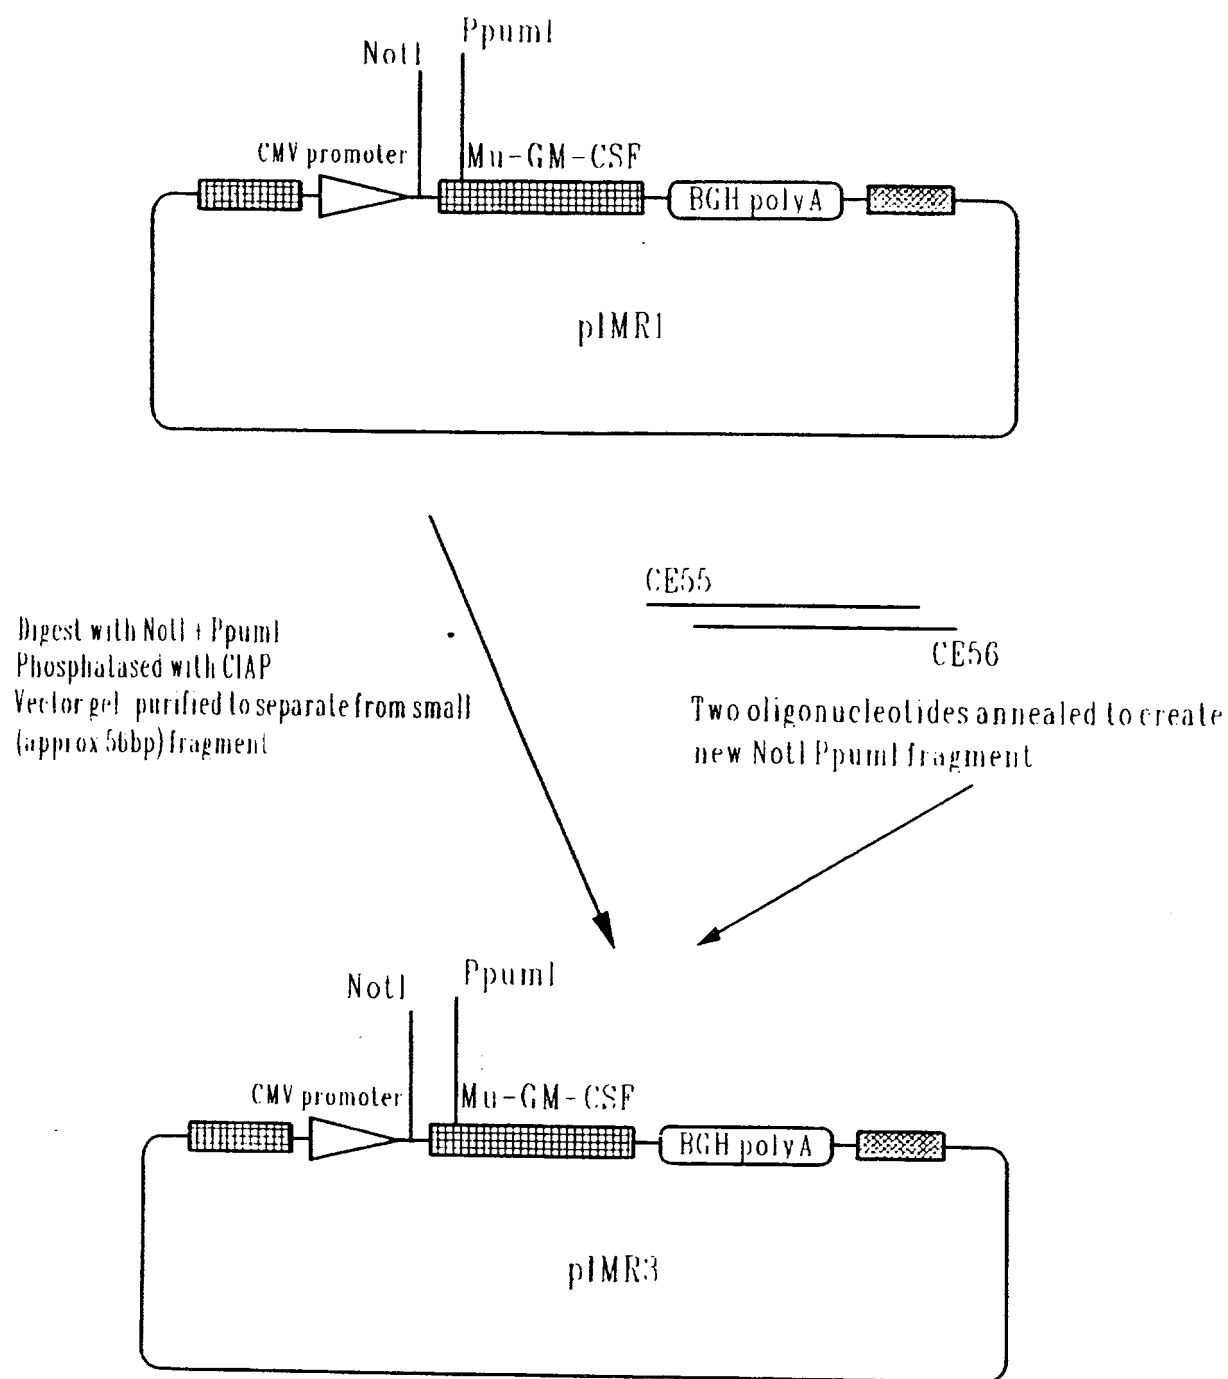 NotI
PpumI
CMV promoter
Mu-GM-CSF
BGH polyA
pIMR1
CE55
CE56
Digest with NotI + PpumI
Phosphatased with CIAP
Vector gel purified to separate from small
(approx 56bp) fragment
Two oligonucleotides annealed to create
new NotI PpumI fragment
NotI
PpumI
CMV promoter
Mu-GM-CSF
BGH polyA
pIMR3